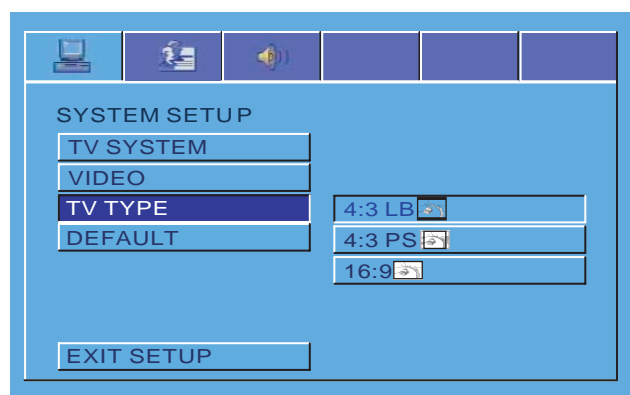 SYSTEM SETUP
TV SYSTEM
VIDEO
TV TYPE
4:3 LB
DEFAULT
4:3 PS
16:9
EXIT SETUP